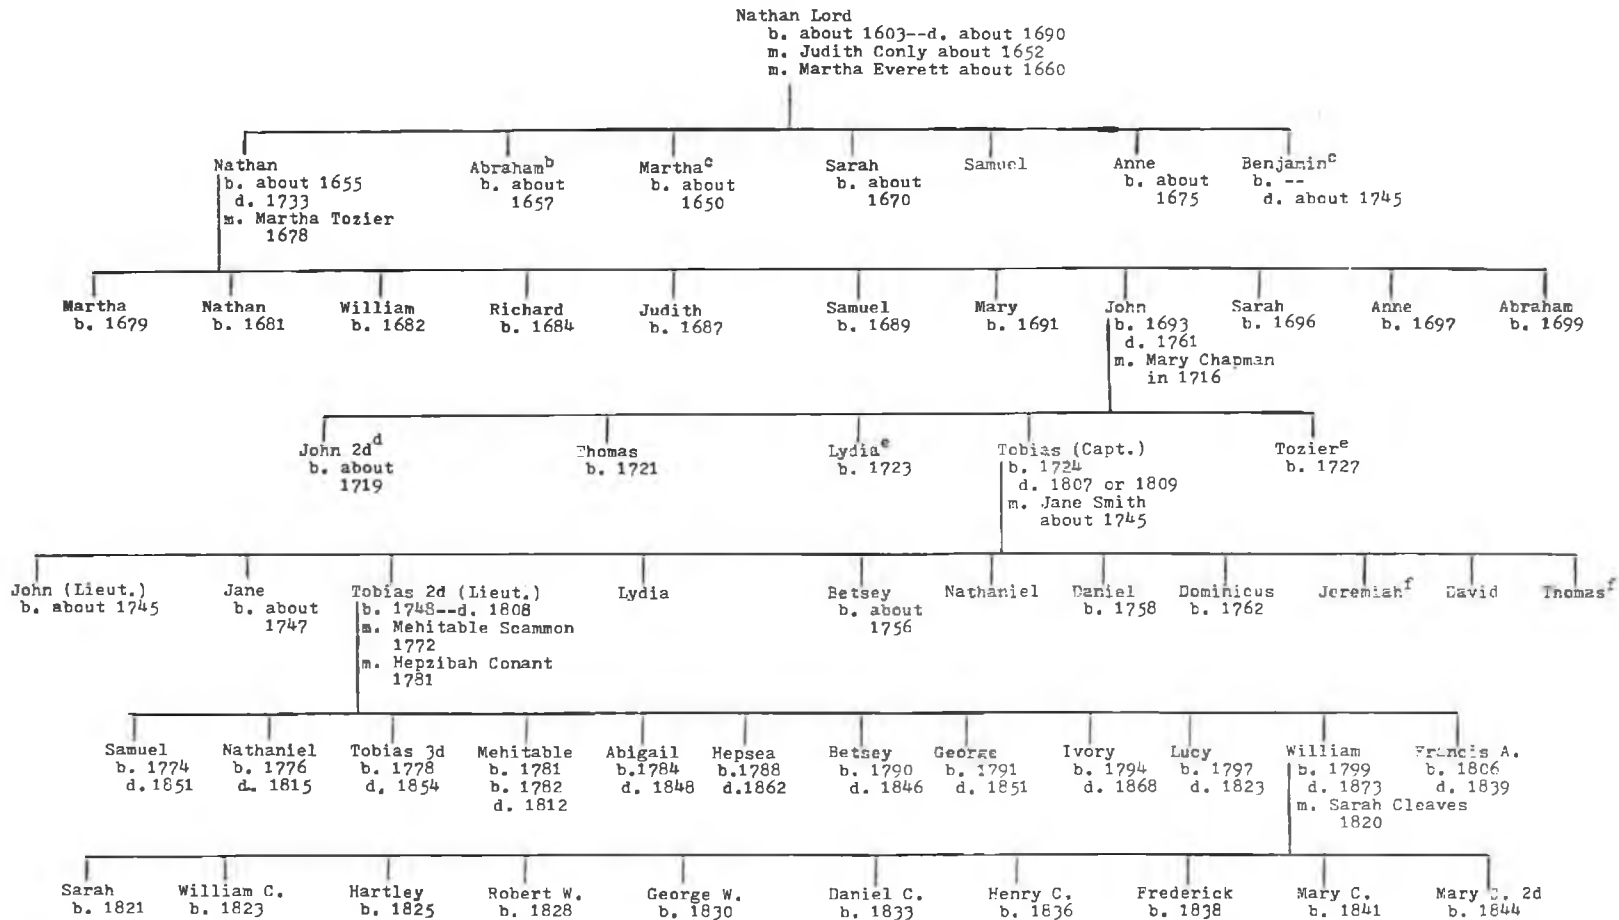 Nathan Lord
b. about 1603--d. about 1690
m. Judith Conly about 1652
m. Martha Everett about 1660
Nathan
b. about 1655
d. 1733
m. Martha Tozier
1678
Abraham^b
b. about
1657
Martha^c
b. about
1650
Sarah
b. about
1670
Samuel
Anne
b. about
1675
Benjamin^c
b. --
d. about 1745
Martha
b. 1679
Nathan
b. 1681
William
b. 1682
Richard
b. 1684
Judith
b. 1687
Samuel
b. 1689
Mary
b. 1691
John
b. 1693
d. 1761
m. Mary Chapman
in 1716
Sarah
b. 1696
Anne
b. 1697
Abraham
b. 1699
John 2d^d
b. about
1719
Thomas
b. 1721
Lydia^e
b. 1723
Tobias (Capt.)
b. 1724
d. 1807 or 1809
m. Jane Smith
about 1745
Tozier^e
b. 1727
John (Lieut.)
b. about 1745
Jane
b. about
1747
Tobias 2d (Lieut.)
b. 1748--d. 1808
m. Mehitable Scammon
1772
m. Hepzibah Conant
1781
Lydia
Betsey
b. about
1756
Nathaniel
Daniel
b. 1758
Dominicus
b. 1762
Jeremiah^f
David
Thomas^f
Samuel
b. 1774
d. 1851
Nathaniel
b. 1776
d. 1815
Tobias 3d
b. 1778
d. 1854
Mehitable
b. 1781
b. 1782
d. 1812
Abigail
b.1784
d. 1848
Hepsea
b.1788
d.1862
Betsey
b. 1790
d. 1846
George
b. 1791
d. 1851
Ivory
b. 1794
d. 1868
Lucy
b. 1797
d. 1823
William
b. 1799
d. 1873
m. Sarah Cleaves
1820
Francis A.
b. 1806
d. 1839
Sarah
b. 1821
William C.
b. 1823
Hartley
b. 1825
Robert W.
b. 1828
George W.
b. 1830
Daniel C.
b. 1833
Henry C.
b. 1836
Frederick
b. 1838
Mary C.
b. 1841
Mary 2d
b. 1844